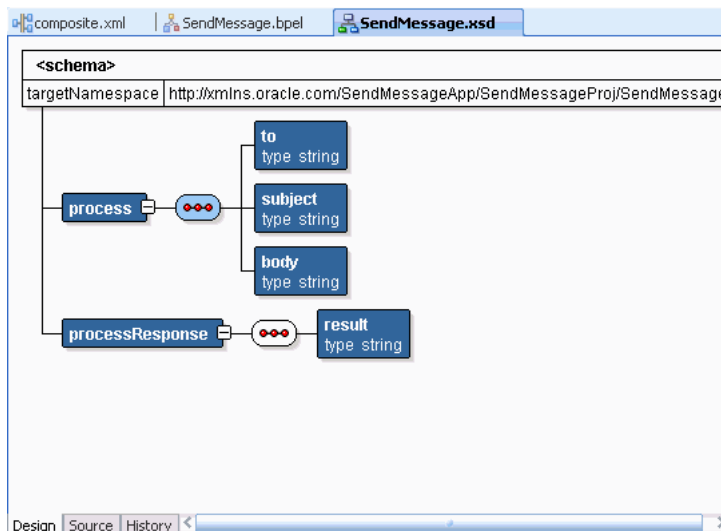 composite.xml SendMessage.bpel SendMessage.xsd
<schema>
targetNamespace http://xmlns.oracle.com/SendMessageApp/SendMessageProj/SendMessage
to
type string
process
subject
type string
body
type string
processResponse
result
type string
Design Source History